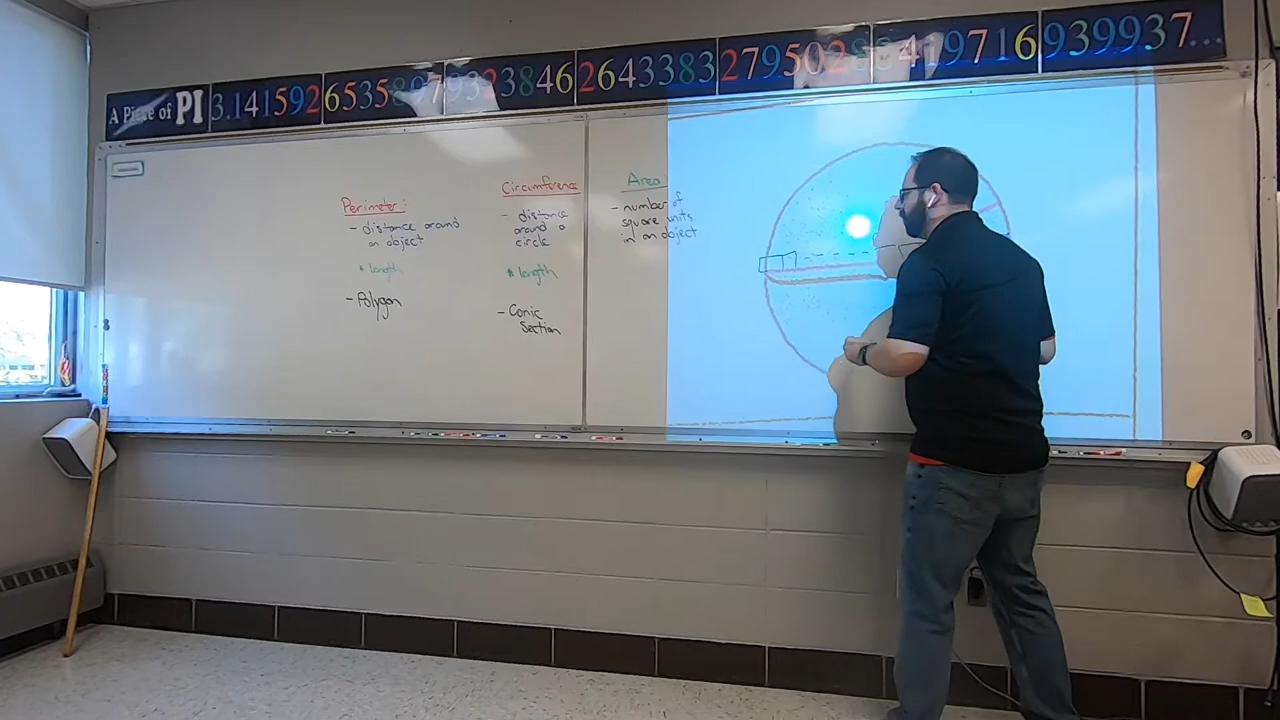 A Piece of PI 3.14159265358979323846264338327950288419716939937...
Perimeter:
- distance around
an object
* length
- Polygon
Circumference
- distance
around a
circle
* length
- Conic
Section
Area
- number of
square units
in an object